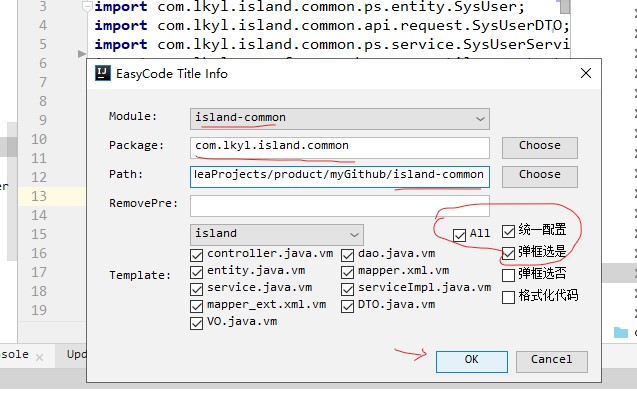 3 import com.lkyl.island.common.ps.entity.SysUser;
4 import com.lkyl.island.common.api.request.SysUserDTO;
5 import com.lkyl.island.common.ps.service.SysUserServi
6
7
8
9
10
11
12
13
14
15
16
17
18
19
EasyCode Title Info
Module: island-common
Package: com.lkyl.island.common Choose
Path: leaProjects/product/myGithub/island-common Choose
RemovePre:
island All 统一配置
controller.java.vm dao.java.vm 弹框选是
Template: entity.java.vm mapper.xml.vm 弹框选否
service.java.vm serviceImpl.java.vm 格式化代码
mapper_ext.xml.vm DTO.java.vm
VO.java.vm
OK Cancel
nsole Upd